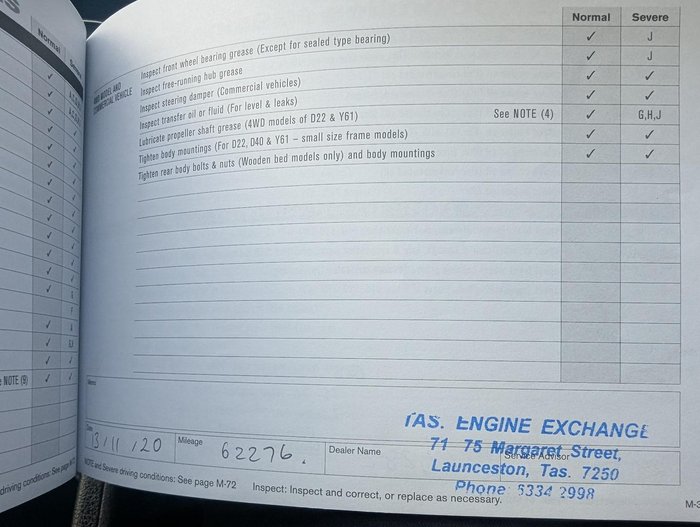 Normal Severe
Inspect front wheel bearing grease (Except for sealed type bearing) ✓ J
Inspect free-running hub grease ✓ J
4WD MODEL AND
COMMERCIAL VEHICLE
Inspect steering damper (Commercial vehicles) ✓ ✓
Inspect transfer oil or fluid (For level & leaks) ✓ ✓
Lubricate propeller shaft grease (4WD models of D22 & Y61) See NOTE (4) ✓ G,H,J
Tighten body mountings (For D22, D40 & Y61 – small size frame models) ✓ ✓
Tighten rear body bolts & nuts (Wooden bed models only) and body mountings ✓ ✓
Normal
NOTE (9) ✓ ✓
Memo:
Date
13/11/20
Mileage
62276.
Dealer Name
Service Advisor
TAS. ENGINE EXCHANGE
71 75 Margaret Street,
Launceston, Tas. 7250
Phone 6334 2998
NOTE and Severe driving conditions: See page M-72
Inspect: Inspect and correct, or replace as necessary.
driving conditions: See page